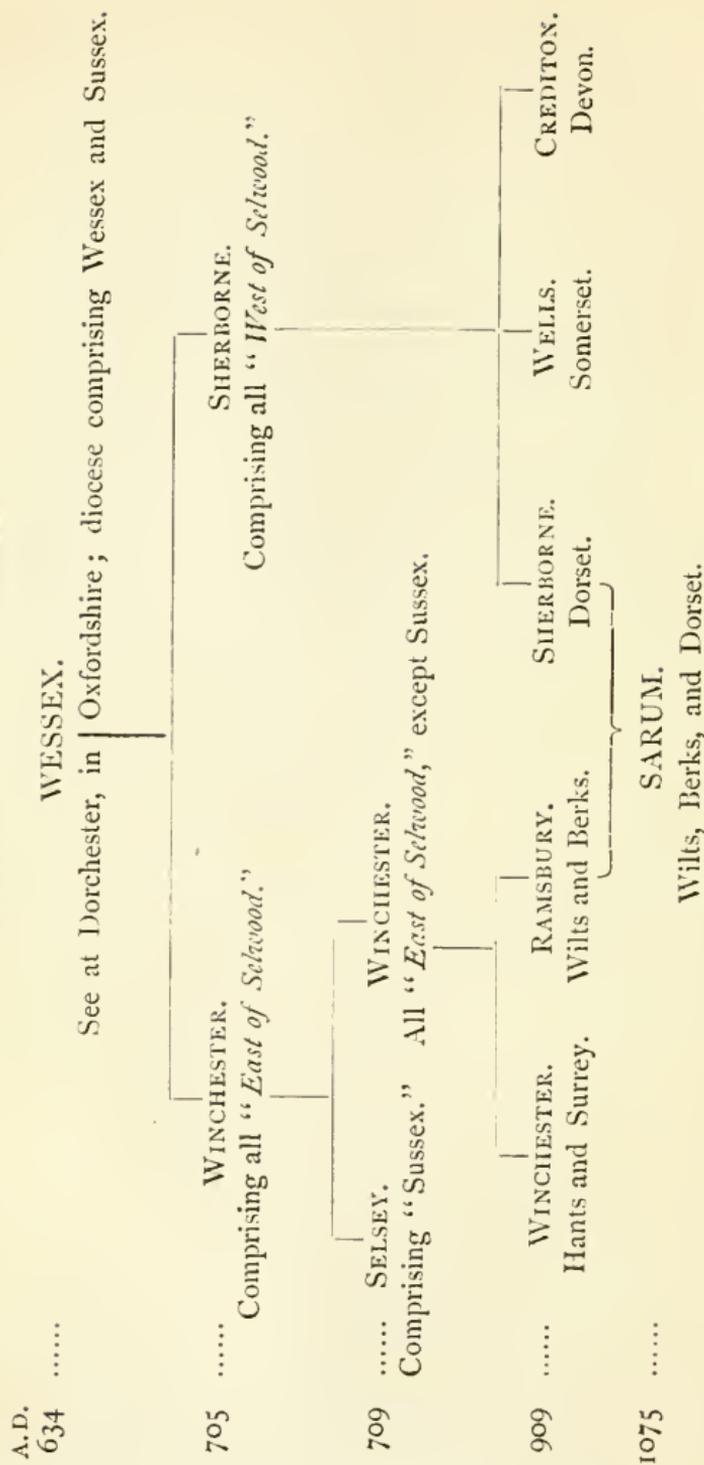 A.D.
634 ...... WESSEX.
See at Dorchester, in Oxfordshire; diocese comprising Wessex and Sussex.
705 ...... WINCHESTER. SHERBORNE.
Comprising all “East of Selwood.” Comprising all “West of Selwood.”
709 ...... SELSEY. WINCHESTER.
Comprising “Sussex.” All “East of Selwood,” except Sussex.
909 ...... WINCHESTER. RAMSBURY. SHERBORNE. WELLS. CREDITON.
Hants and Surrey. Wilts and Berks. Dorset. Somerset. Devon.
1075 ...... SARUM.
Wilts, Berks, and Dorset.